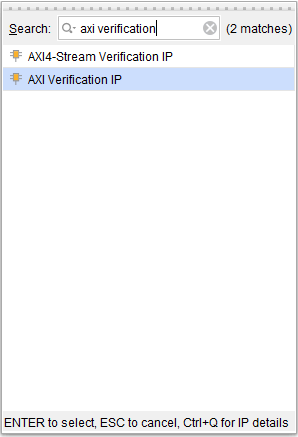 Search: axi verification (2 matches)
AXI4-Stream Verification IP
AXI Verification IP
ENTER to select, ESC to cancel, Ctrl+Q for IP details